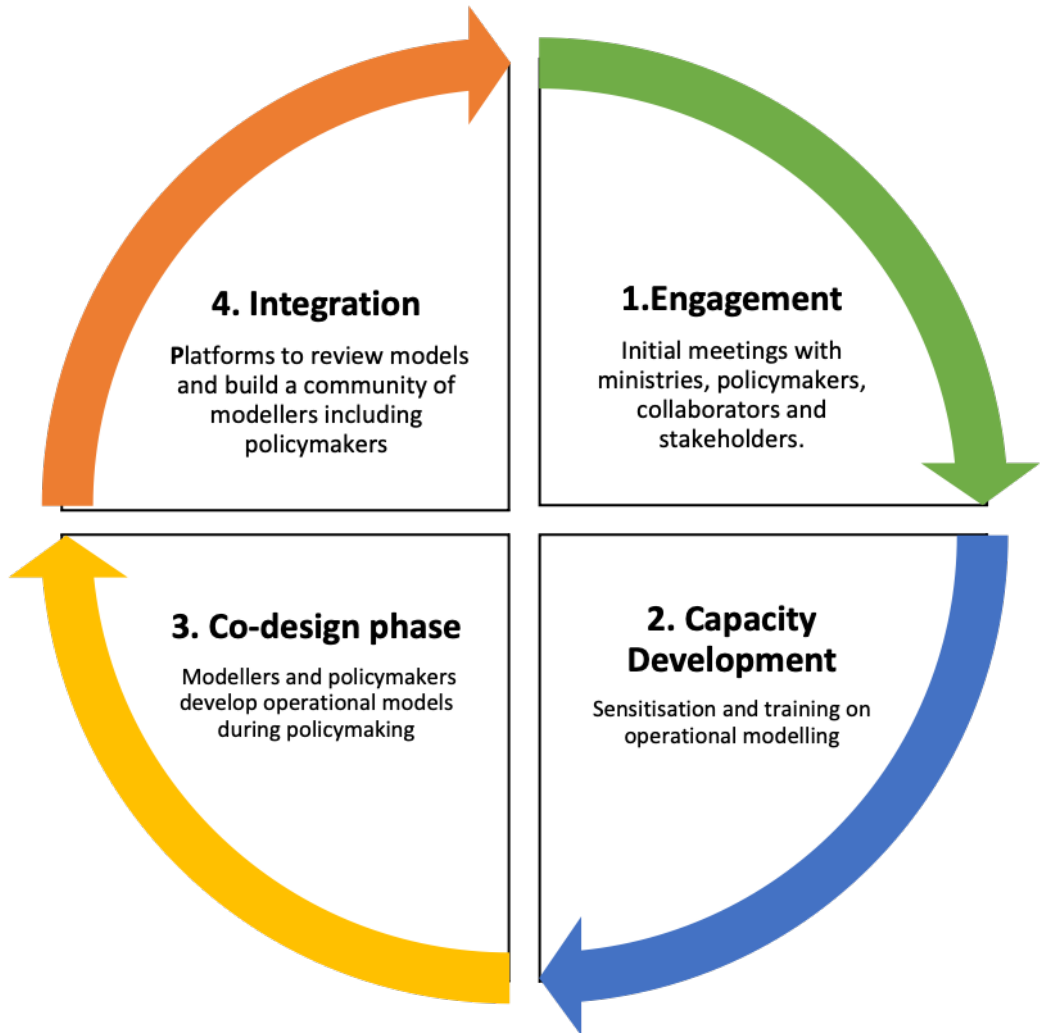 1.Engagement
Initial meetings with
ministries, policymakers,
collaborators and
stakeholders.
2. Capacity
Development
Sensitisation and training on
operational modelling
3. Co-design phase
Modellers and policymakers
develop operational models
during policymaking
4. Integration
Platforms to review models
and build a community of
modellers including
policymakers